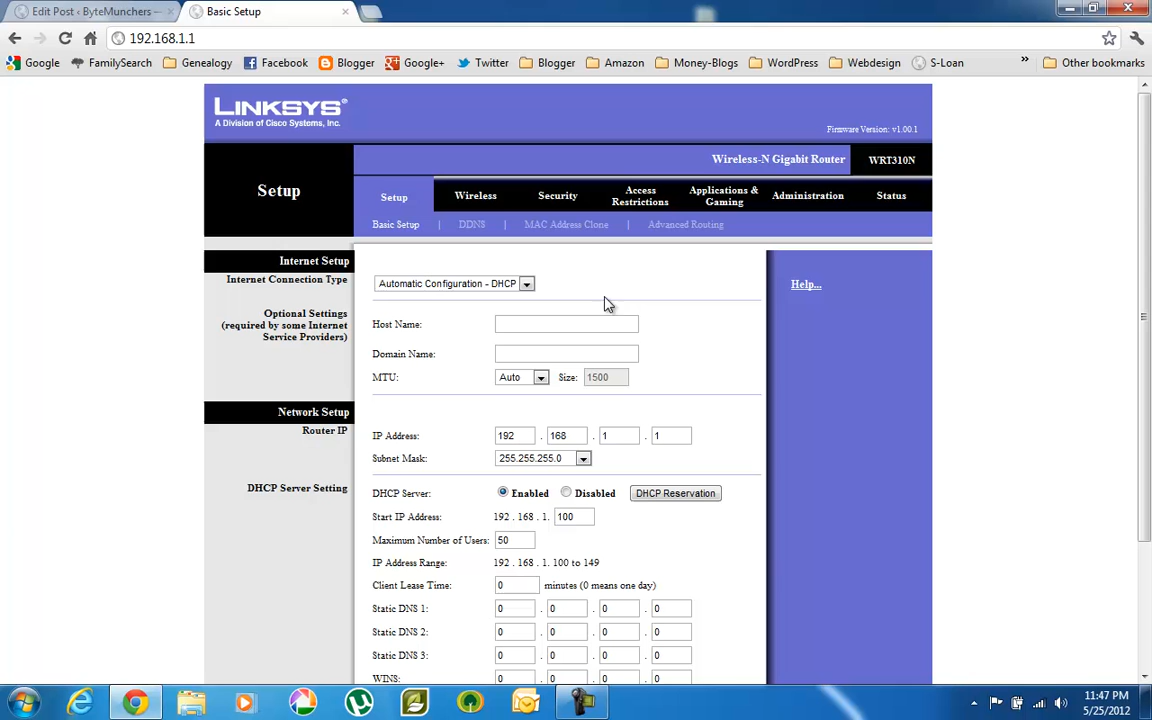 Edit Post ‹ ByteMunchers —
Basic Setup
192.168.1.1
Google FamilySearch Genealogy Facebook Blogger Google+ Twitter Blogger Amazon Money-Blogs WordPress Webdesign S-Loan » Other bookmarks
LINKSYS®
A Division of Cisco Systems, Inc.
Firmware Version: v1.00.1
Wireless-N Gigabit Router WRT310N
Setup
Setup Wireless Security Access Restrictions Applications & Gaming Administration Status
Basic Setup | DDNS | MAC Address Clone | Advanced Routing
Internet Setup
Internet Connection Type
Automatic Configuration - DHCP
Help...
Optional Settings
(required by some Internet
Service Providers)
Host Name:
Domain Name:
MTU: Auto Size: 1500
Network Setup
Router IP
IP Address: 192 . 168 . 1 . 1
Subnet Mask: 255.255.255.0
DHCP Server Setting
DHCP Server: Enabled Disabled DHCP Reservation
Start IP Address: 192 . 168 . 1. 100
Maximum Number of Users: 50
IP Address Range: 192 . 168 . 1. 100 to 149
Client Lease Time: 0 minutes (0 means one day)
Static DNS 1: 0 . 0 . 0 . 0
Static DNS 2: 0 . 0 . 0 . 0
Static DNS 3: 0 . 0 . 0 . 0
WINS: 0 . 0 . 0 . 0
11:47 PM
5/25/2012